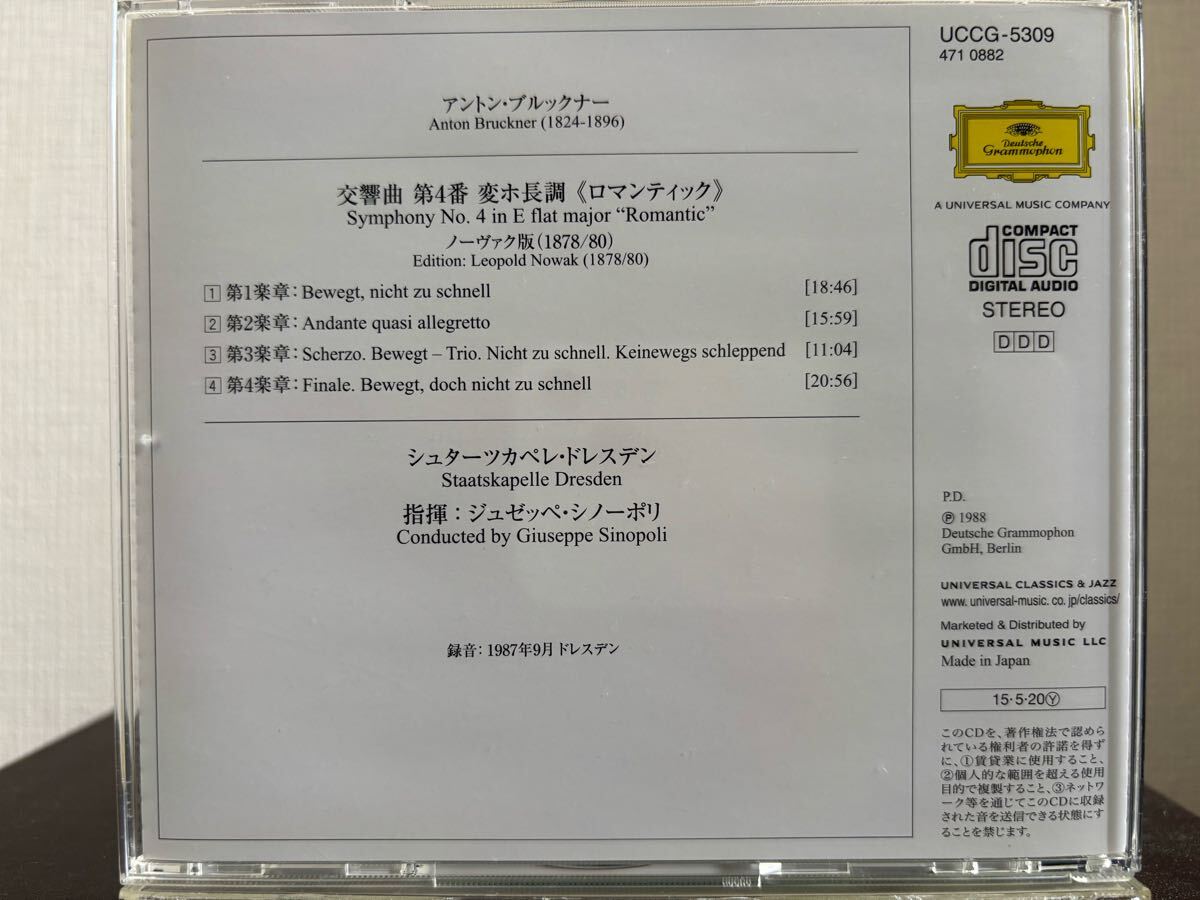 アントン・ブルックナー
Anton Bruckner (1824-1896)
交響曲 第4番 変ホ長調《ロマンティック》
Symphony No. 4 in E flat major “Romantic”
ノーヴァク版(1878/80)
Edition: Leopold Nowak (1878/80)
1 第1楽章: Bewegt, nicht zu schnell [18:46]
2 第2楽章: Andante quasi allegretto [15:59]
3 第3楽章: Scherzo. Bewegt – Trio. Nicht zu schnell. Keinewegs schleppend [11:04]
4 第4楽章: Finale. Bewegt, doch nicht zu schnell [20:56]
シュターツカペレ・ドレスデン
Staatskapelle Dresden
指揮：ジュゼッペ・シノーポリ
Conducted by Giuseppe Sinopoli
録音: 1987年9月 ドレスデン
UCCG-5309
471 0882
Deutsche
Grammophon
A UNIVERSAL MUSIC COMPANY
COMPACT
disc
DIGITAL AUDIO
STEREO
DDD
P.D.
℗ 1988
Deutsche Grammophon
GmbH, Berlin
UNIVERSAL CLASSICS & JAZZ
www. universal-music. co. jp/classics/
Marketed & Distributed by
UNIVERSAL MUSIC LLC
Made in Japan
15・5・20Ⓨ
このCDを、著作権法で認めら
れている権利者の許諾を得ず
に、①賃貸業に使用すること、
②個人的な範囲を超える使用
目的で複製すること、③ネットワ
ーク等を通じてこのCDに収録
された音を送信できる状態にす
ることを禁じます。